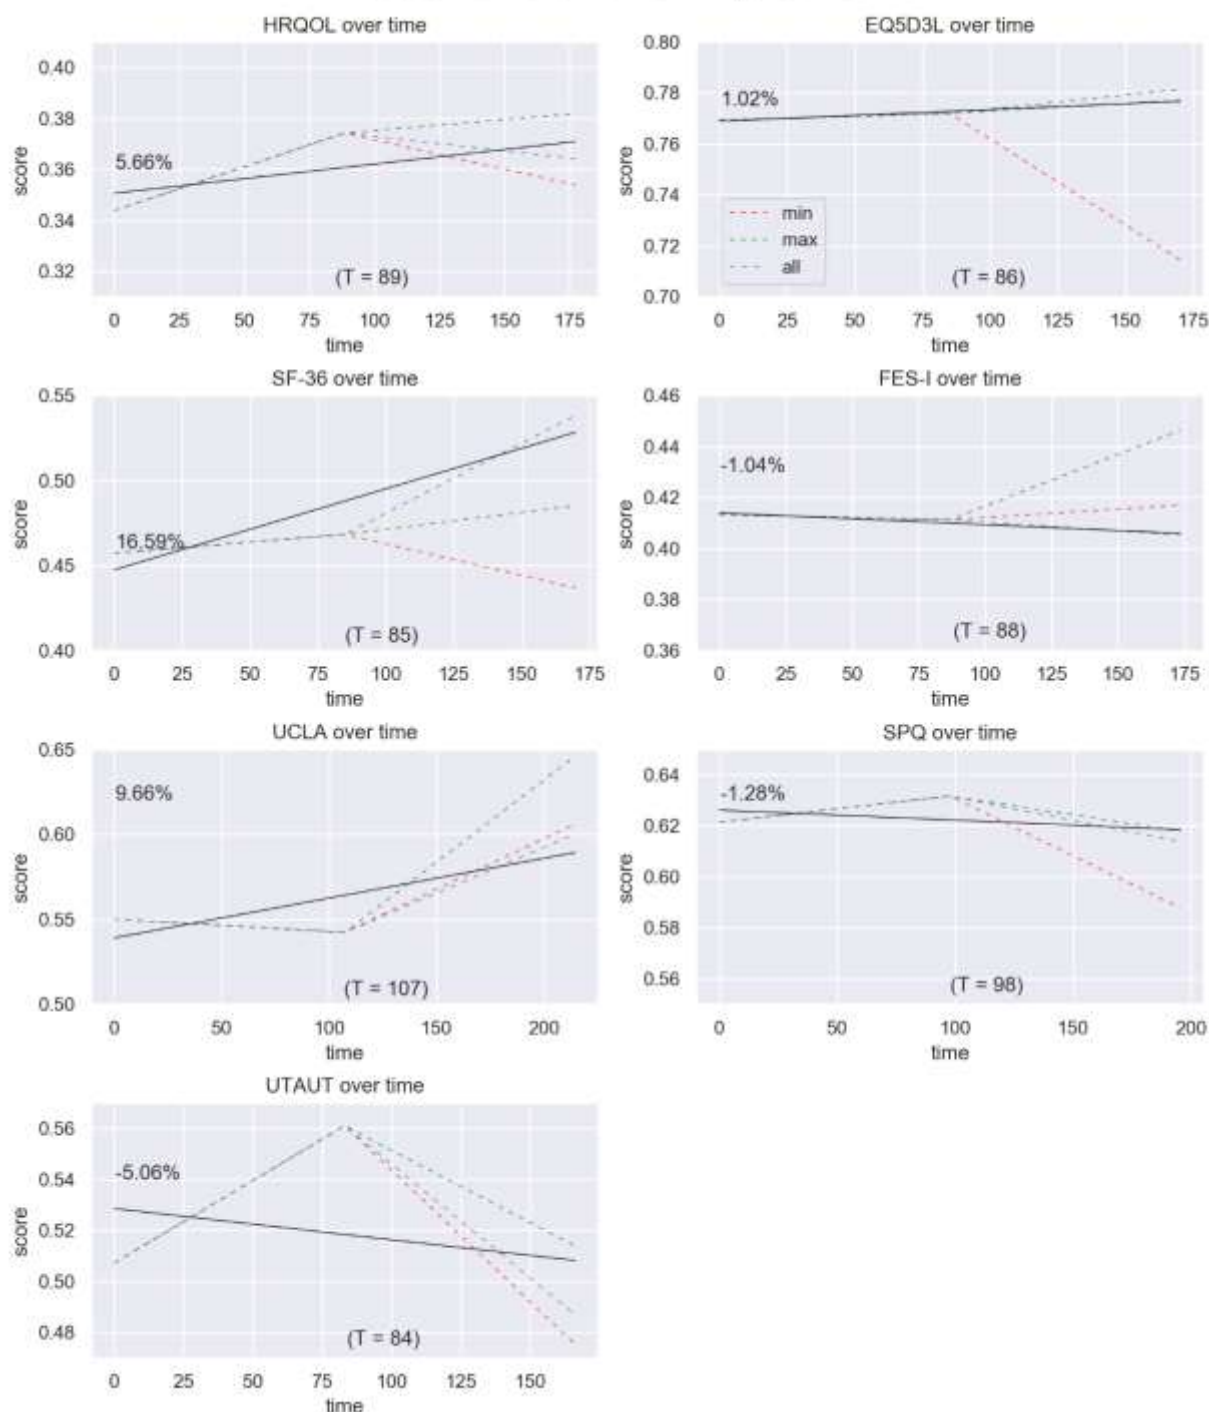 HRQOL over time
0.40
0.38
0.36
0.34
0.32
score
5.66%
(T = 89)
0 25 50 75 100 125 150 175
time
EQ5D3L over time
0.80
0.78
0.76
0.74
0.72
0.70
score
1.02%
min
max
all
(T = 86)
0 25 50 75 100 125 150 175
time
SF-36 over time
0.55
0.50
0.45
0.40
score
16.59%
(T = 85)
0 25 50 75 100 125 150 175
time
FES-I over time
0.46
0.44
0.42
0.40
0.38
0.36
score
-1.04%
(T = 88)
0 25 50 75 100 125 150 175
time
UCLA over time
0.65
0.60
0.55
0.50
score
9.66%
(T = 107)
0 50 100 150 200
time
SPQ over time
0.64
0.62
0.60
0.58
0.56
score
-1.28%
(T = 98)
0 50 100 150 200
time
UTAUT over time
0.56
0.54
0.52
0.50
0.48
score
-5.06%
(T = 84)
0 25 50 75 100 125 150
time